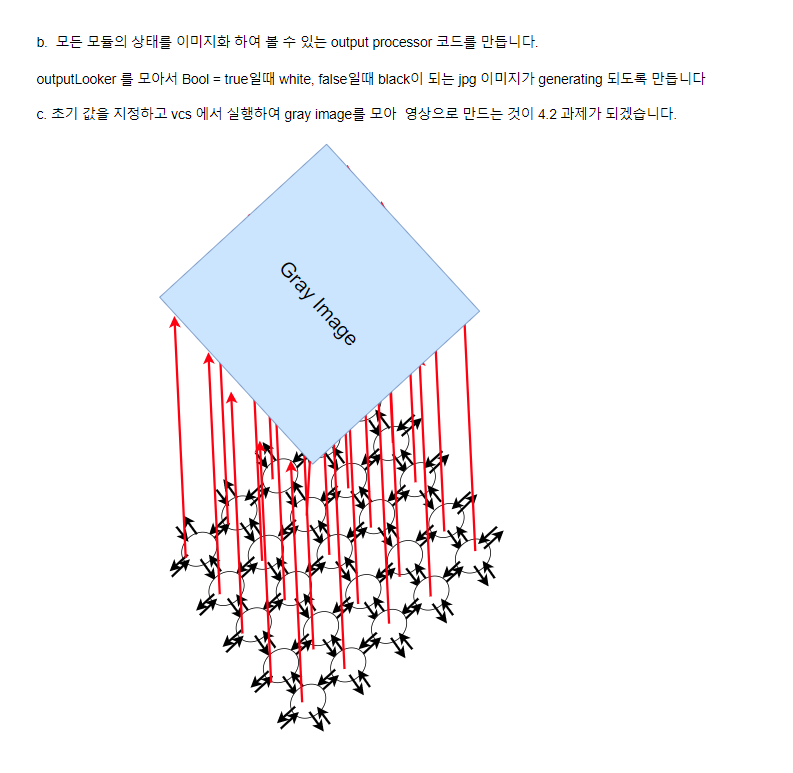 b. 모든 모듈의 상태를 이미지화 하여 볼 수 있는 output processor 코드를 만듭니다.
outputLooker 를 모아서 Bool = true일때 white, false일때 black이 되는 jpg 이미지가 generating 되도록 만듭니다
c. 초기 값을 지정하고 vcs 에서 실행하여 gray image를 모아 영상으로 만드는 것이 4.2 과제가 되겠습니다.
Gray Image